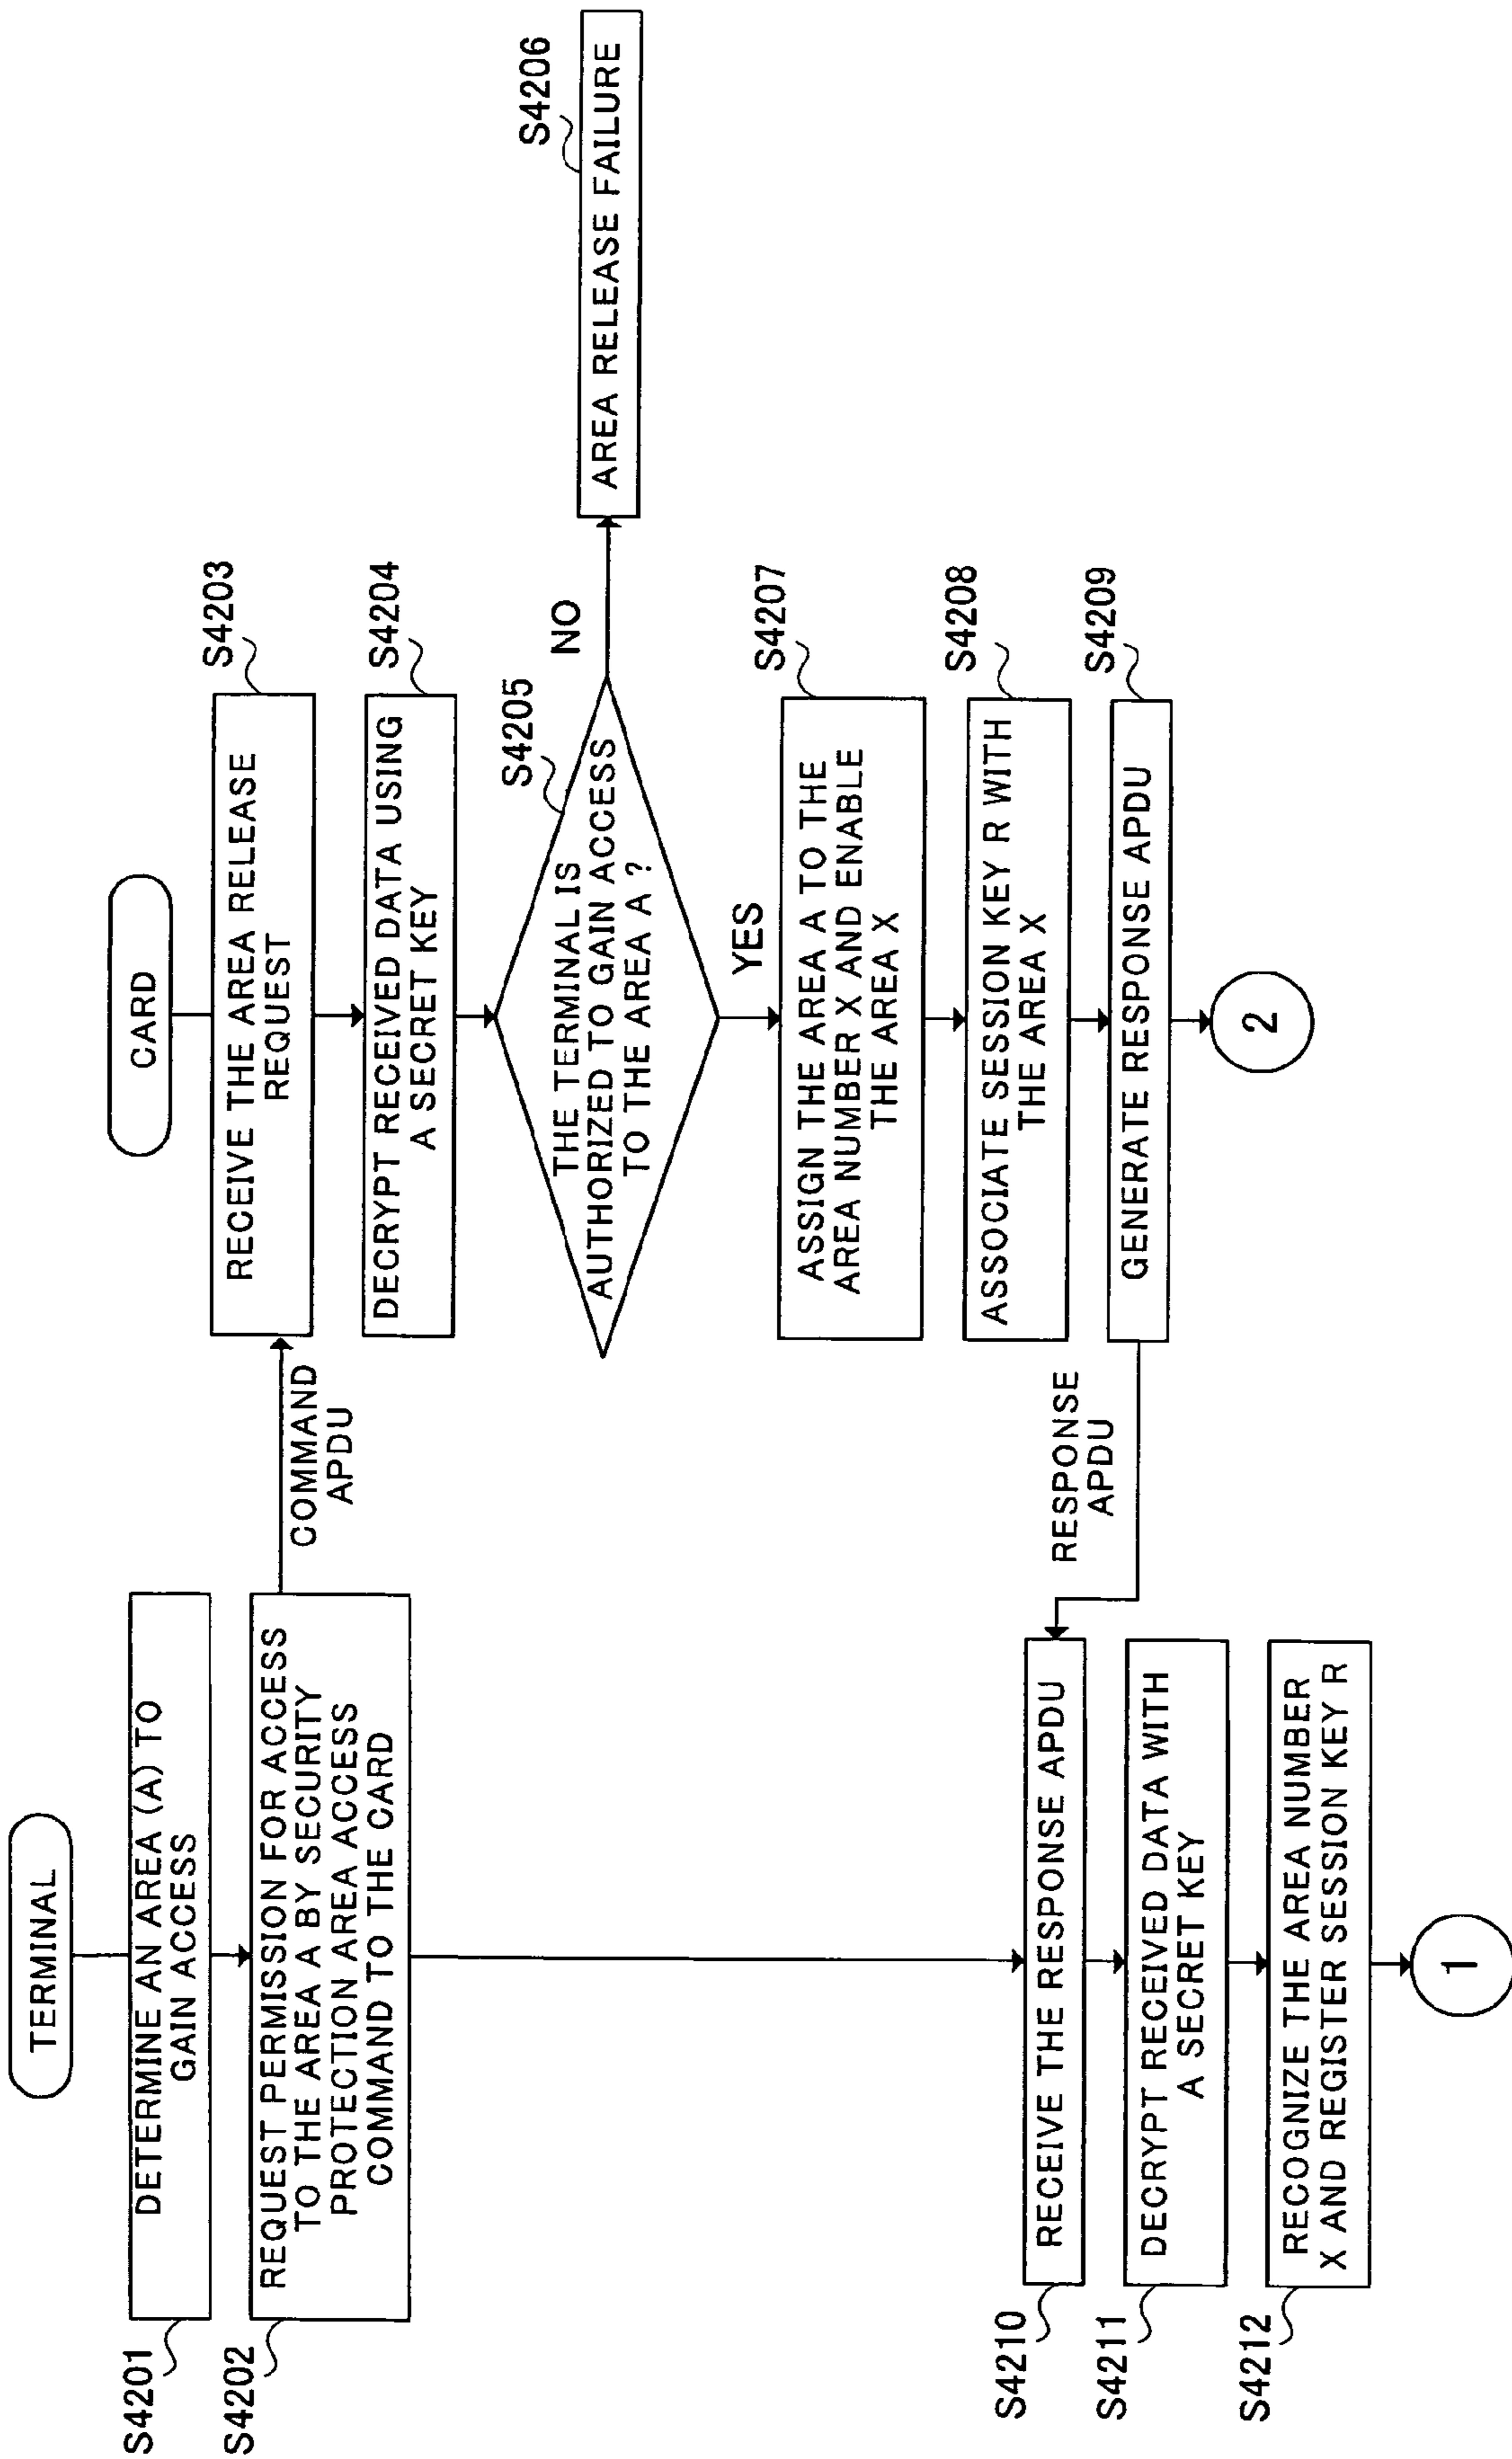 TERMINAL
S4201
DETERMINE AN AREA (A) TO
GAIN ACCESS
S4202
REQUEST PERMISSION FOR ACCESS
TO THE AREA A BY SECURITY
PROTECTION AREA ACCESS
COMMAND TO THE CARD
COMMAND
APDU
CARD
S4203
RECEIVE THE AREA RELEASE
REQUEST
S4204
DECRYPT RECEIVED DATA USING
A SECRET KEY
S4205
THE TERMINAL IS
AUTHORIZED TO GAIN ACCESS
TO THE AREA A ?
NO
S4206
AREA RELEASE FAILURE
YES
S4207
ASSIGN THE AREA A TO THE
AREA NUMBER X AND ENABLE
THE AREA X
S4208
ASSOCIATE SESSION KEY R WITH
THE AREA X
S4209
GENERATE RESPONSE APDU
2
RESPONSE
APDU
S4210
RECEIVE THE RESPONSE APDU
S4211
DECRYPT RECEIVED DATA WITH
A SECRET KEY
S4212
RECOGNIZE THE AREA NUMBER
X AND REGISTER SESSION KEY R
1